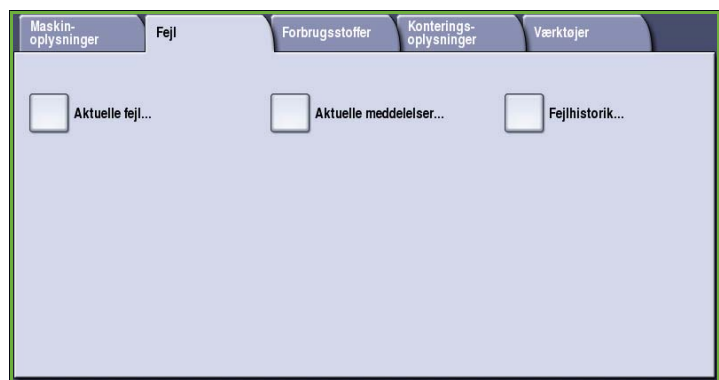 Maskin-
oplysninger
Fejl
Forbrugsstoffer
Konterings-
oplysninger
Værktøjer
Aktuelle fejl...
Aktuelle meddelelser...
Fejlhistorik...